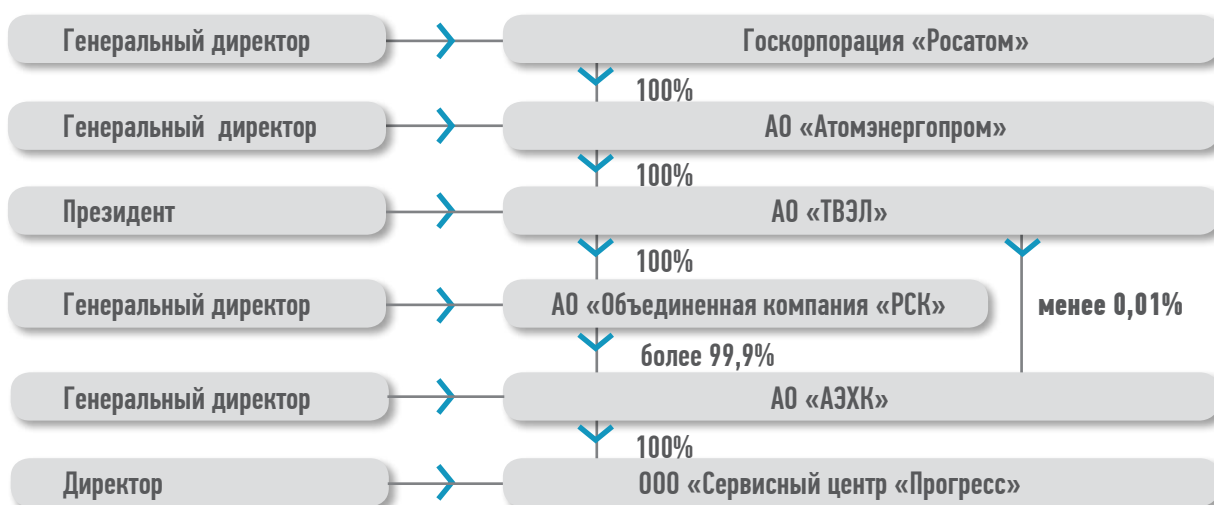 Генеральный директор
Госкорпорация «Росатом»
100%
Генеральный директор
АО «Атомэнергопром»
100%
Президент
АО «ТВЭЛ»
100%
Генеральный директор
АО «Объединенная компания «РСК»
менее 0,01%
более 99,9%
Генеральный директор
АО «АЭХК»
100%
Директор
ООО «Сервисный центр «Прогресс»